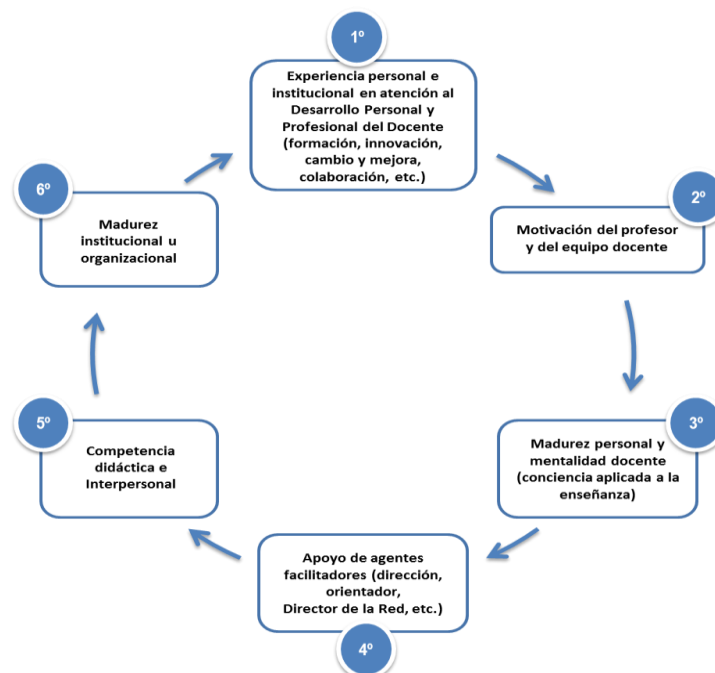 1º
Experiencia personal e
institucional en atención al
Desarrollo Personal y
Profesional del Docente
(formación, innovación,
cambio y mejora,
colaboración, etc.)
2º
Motivación del profesor
y del equipo docente
3º
Madurez personal y
mentalidad docente
(conciencia aplicada a la
enseñanza)
Apoyo de agentes
facilitadores (dirección,
orientador,
Director de la Red, etc.)
4º
5º
Competencia
didáctica e
Interpersonal
6º
Madurez
institucional u
organizacional